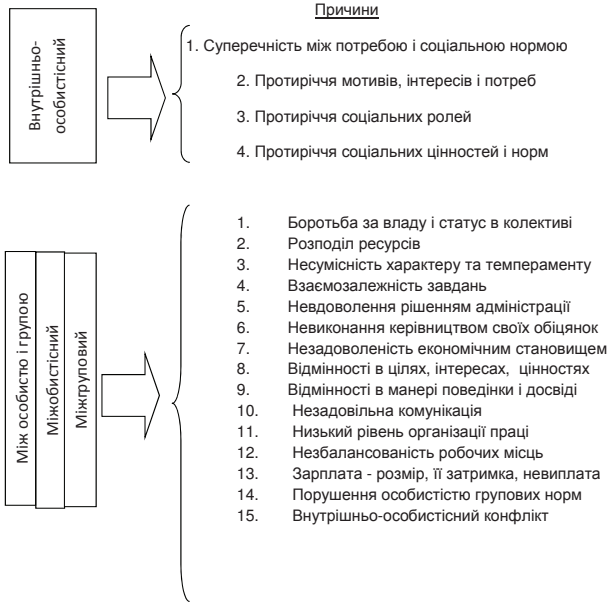 Причини
Внутрішньо-
особистісний
1. Суперечність між потребою і соціальною нормою
2. Протиріччя мотивів, інтересів і потреб
3. Протиріччя соціальних ролей
4. Протиріччя соціальних цінностей і норм
Між особистю і групою
Міжобистісний
Міжгруповий
1. Боротьба за владу і статус в колективі
2. Розподіл ресурсів
3. Несумісність характеру та темпераменту
4. Взаємозалежність завдань
5. Невдоволення рішенням адміністрації
6. Невиконання керівництвом своїх обіцянок
7. Незадоволеність економічним становищем
8. Відмінності в цілях, інтересах, цінностях
9. Відмінності в манері поведінки і досвіді
10. Незадовільна комунікація
11. Низький рівень організації праці
12. Незбалансованість робочих місць
13. Зарплата - розмір, її затримка, невиплата
14. Порушення особистістю групових норм
15. Внутрішньо-особистісний конфлікт